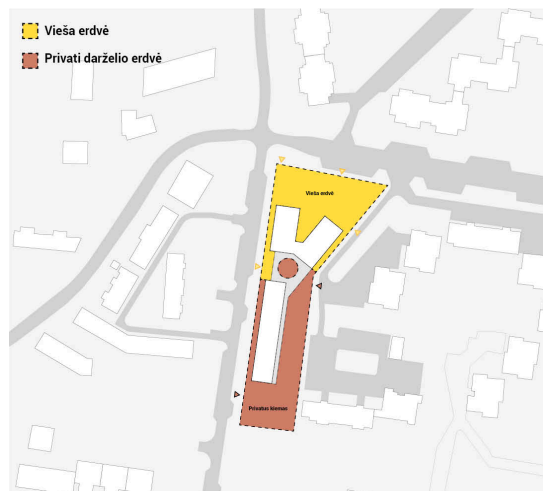 Vieša erdvė
Privati darželio erdvė
Vieša erdvė
Privatus kiemas